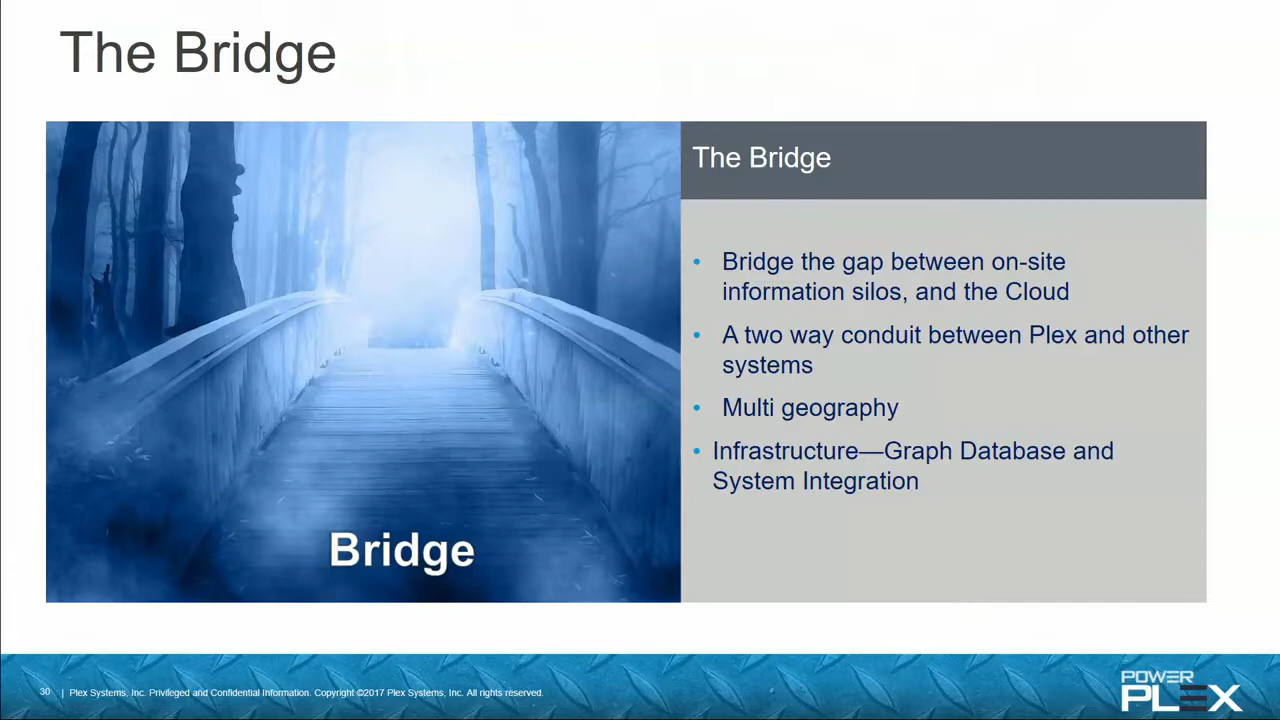 The Bridge
Bridge
The Bridge
• Bridge the gap between on-site
information silos, and the Cloud
• A two way conduit between Plex and other
systems
• Multi geography
• Infrastructure—Graph Database and
System Integration
30 | Plex Systems, Inc. Privileged and Confidential Information. Copyright ©2017 Plex Systems, Inc. All rights reserved.
POWER
PLEX